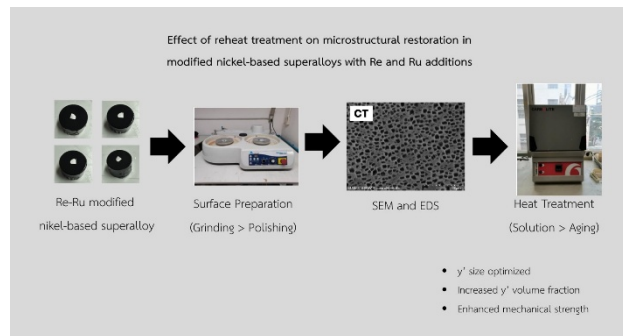 Effect of reheat treatment on microstructural restoration in
modified nickel-based superalloys with Re and Ru additions
CT
Re-Ru modified
nikel-based superalloy
Surface Preparation
(Grinding > Polishing)
SEM and EDS
Heat Treatment
(Solution > Aging)
• y' size optimized
• Increased y' volume fraction
• Enhanced mechanical strength